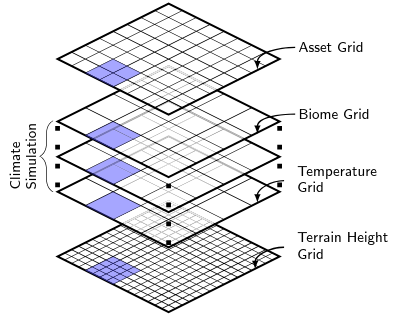 Asset Grid
Biome Grid
Climate
Simulation
Temperature
Grid
Terrain Height
Grid